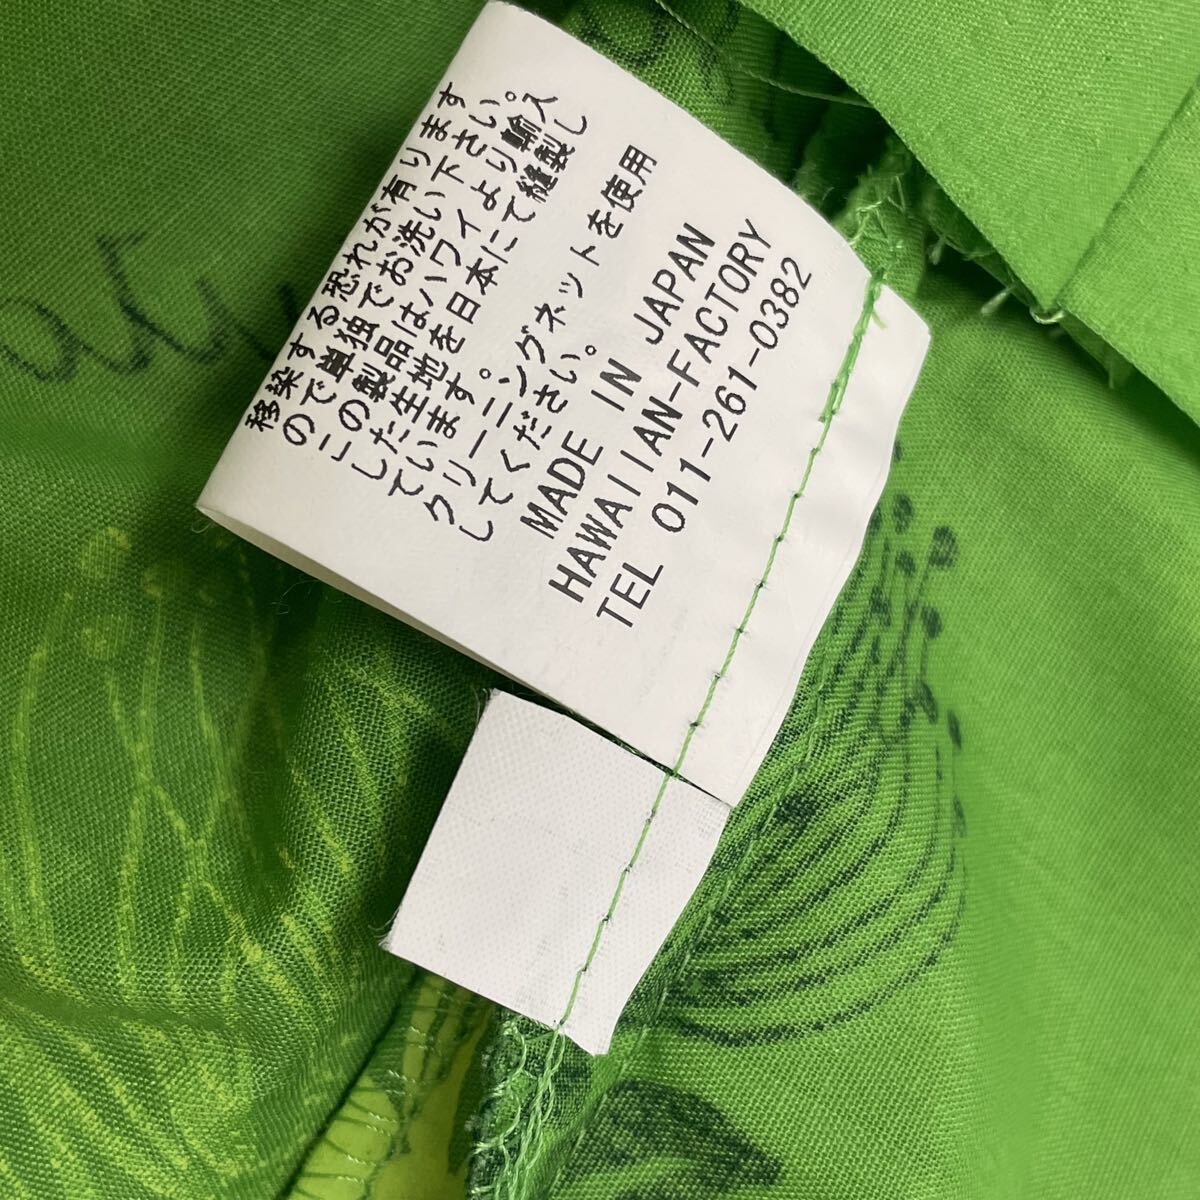 移染する恐れが有ります
ので単独でお洗い下さい。
この製品はハワイより輸入
した生地を日本にて縫製し
ています。
クリーニングネットを使用
してください。
MADE IN JAPAN
HAWAIIAN-FACTORY
TEL 011-261-0382